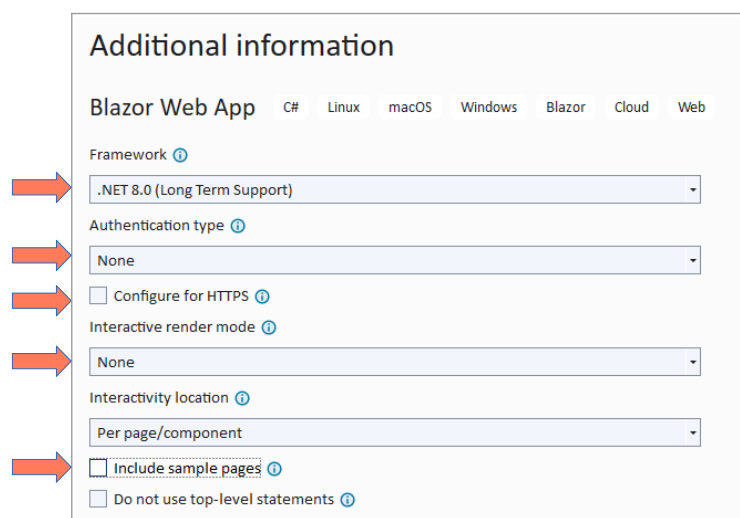 Additional information
Blazor Web App C# Linux macOS Windows Blazor Cloud Web
Framework
.NET 8.0 (Long Term Support)
Authentication type
None
Configure for HTTPS
Interactive render mode
None
Interactivity location
Per page/component
Include sample pages
Do not use top-level statements